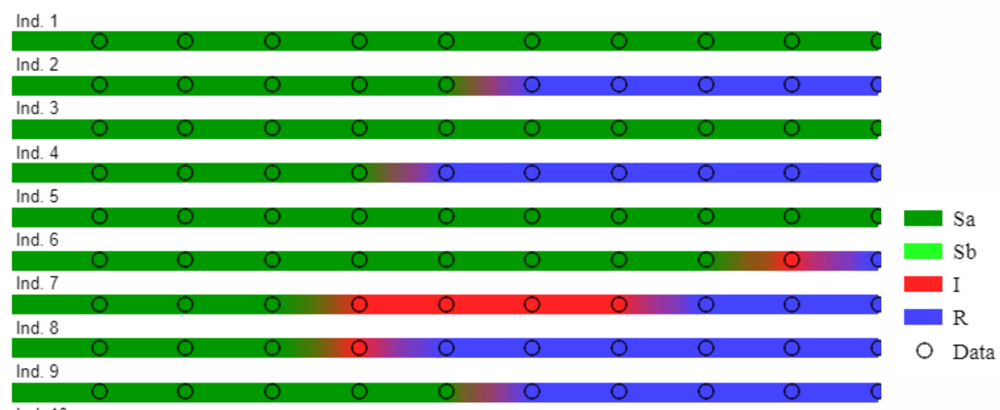 Ind. 1
Ind. 2
Ind. 3
Ind. 4
Ind. 5
Ind. 6
Ind. 7
Ind. 8
Ind. 9
Sa
Sb
I
R
Data